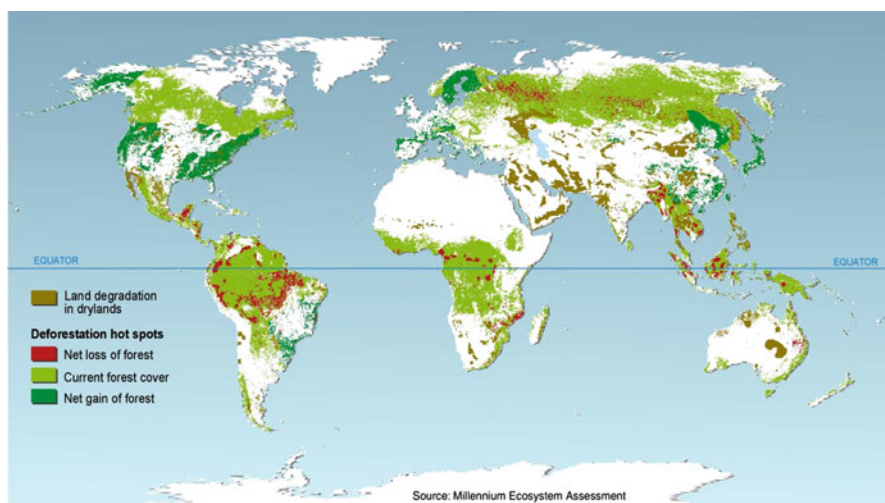 EQUATOR
EQUATOR
Land degradation
in drylands
Deforestation hot spots
Net loss of forest
Current forest cover
Net gain of forest
Source: Millennium Ecosystem Assessment